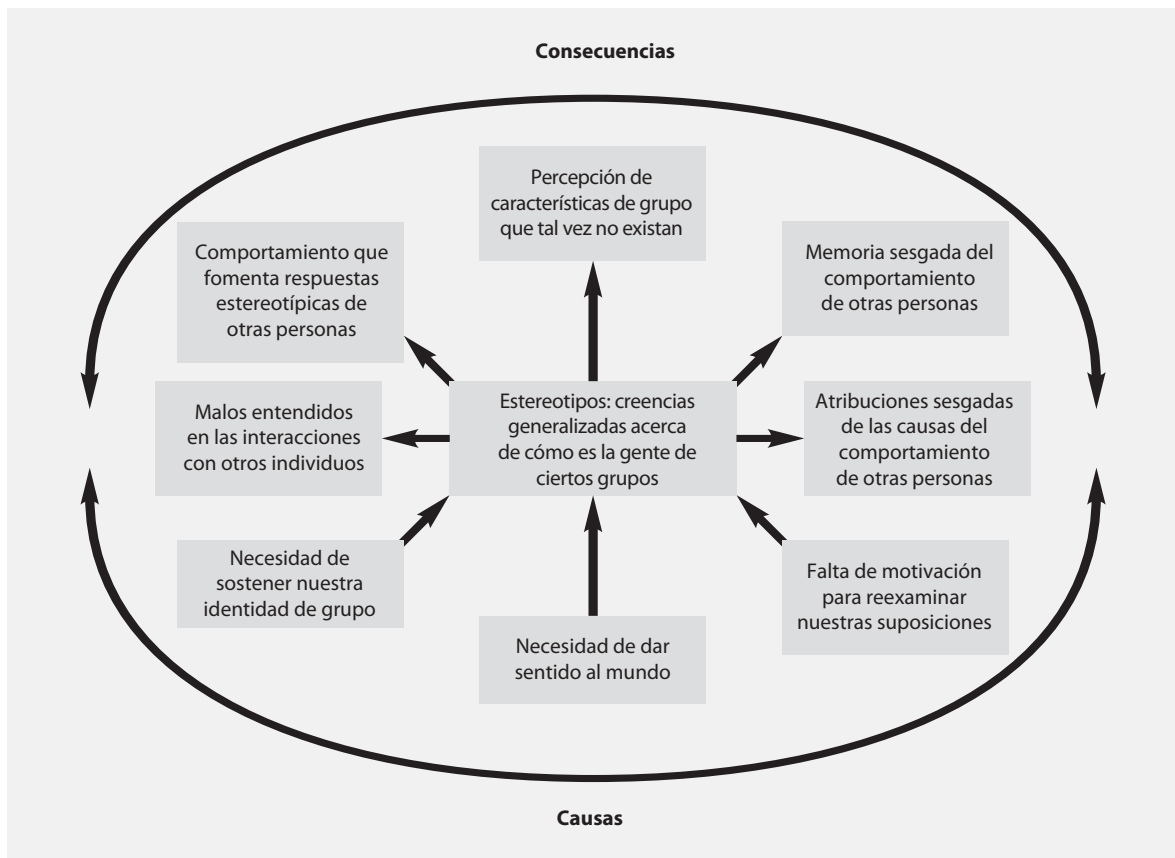 Consecuencias
Percepción de
características de grupo
que tal vez no existan
Comportamiento que
fomenta respuestas
estereotípicas de
otras personas
Memoria sesgada del
comportamiento
de otras personas
Malos entendidos
en las interacciones
con otros individuos
Estereotipos: creencias
generalizadas acerca
de cómo es la gente de
ciertos grupos
Atribuciones sesgadas
de las causas del
comportamiento
de otras personas
Necesidad de
sostener nuestra
identidad de grupo
Necesidad de dar
sentido al mundo
Falta de motivación
para reexaminar
nuestras suposiciones
Causas